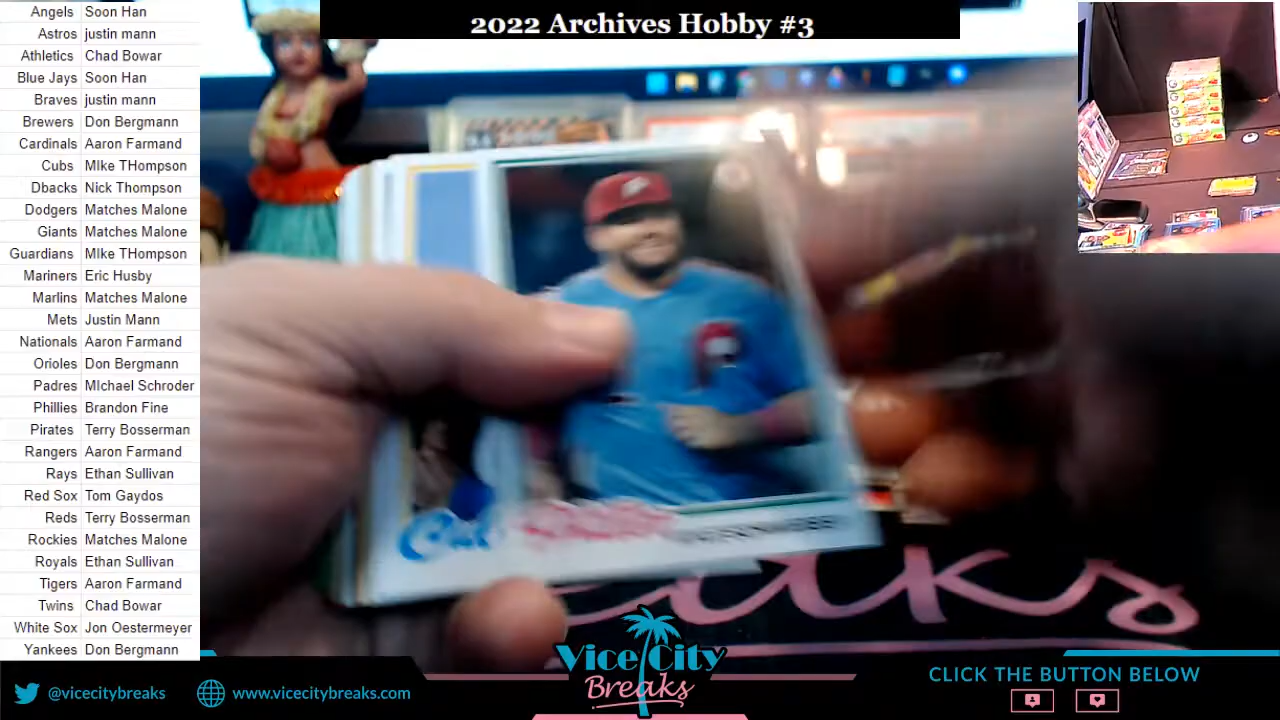 2022 Archives Hobby #3
Angels Soon Han
Astros justin mann
Athletics Chad Bowar
Blue Jays Soon Han
Braves justin mann
Brewers Don Bergmann
Cardinals Aaron Farmand
Cubs MIke THompson
Dbacks Nick Thompson
Dodgers Matches Malone
Giants Matches Malone
Guardians MIke THompson
Mariners Eric Husby
Marlins Matches Malone
Mets Justin Mann
Nationals Aaron Farmand
Orioles Don Bergmann
Padres MIchael Schroder
Phillies Brandon Fine
Pirates Terry Bosserman
Rangers Aaron Farmand
Rays Ethan Sullivan
Red Sox Tom Gaydos
Reds Terry Bosserman
Rockies Matches Malone
Royals Ethan Sullivan
Tigers Aaron Farmand
Twins Chad Bowar
White Sox Jon Oestermeyer
Yankees Don Bergmann
@vicecitybreaks
www.vicecitybreaks.com
Vice City
Breaks
CLICK THE BUTTON BELOW